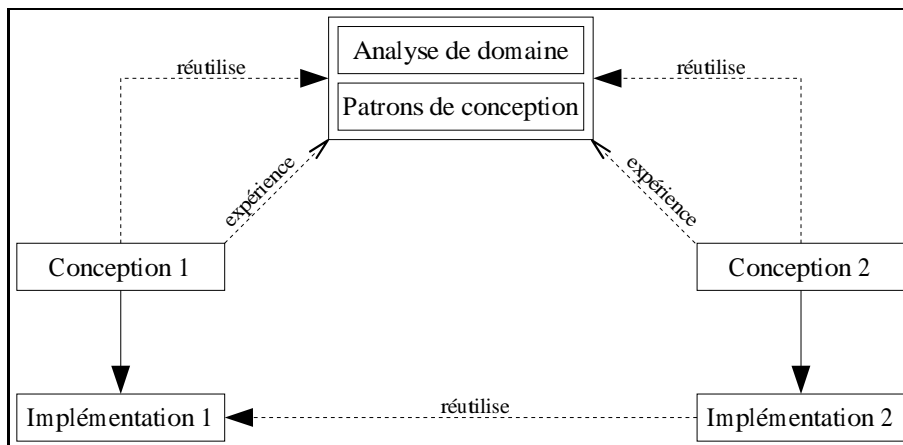 Analyse de domaine
réutilise
réutilise
Patrons de conception
expérience
expérience
Conception 1
Conception 2
réutilise
Implémentation 1
Implémentation 2